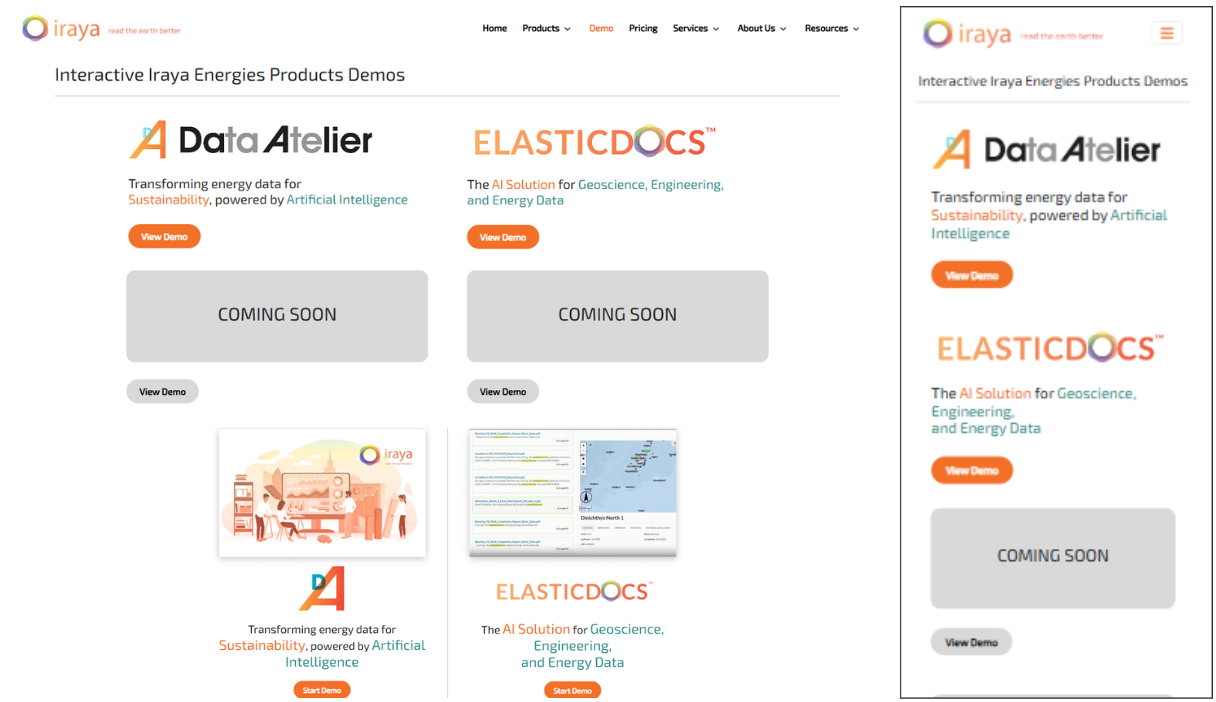 iraya read the earth better
Home Products Demo Pricing Services About Us Resources
Interactive Iraya Energies Products Demos
DA Data Atelier
Transforming energy data for
Sustainability, powered by Artificial Intelligence
View Demo
ELASTICDOCS™
The AI Solution for Geoscience, Engineering,
and Energy Data
View Demo
COMING SOON
View Demo
COMING SOON
View Demo
iraya
DA
Transforming energy data for
Sustainability, powered by Artificial
Intelligence
Start Demo
Dinichthys North 1
ELASTICDOCS™
The AI Solution for Geoscience,
Engineering,
and Energy Data
Start Demo
iraya read the earth better
Interactive Iraya Energies Products Demos
DA Data Atelier
Transforming energy data for
Sustainability, powered by Artificial
Intelligence
View Demo
ELASTICDOCS™
The AI Solution for Geoscience,
Engineering,
and Energy Data
View Demo
COMING SOON
View Demo